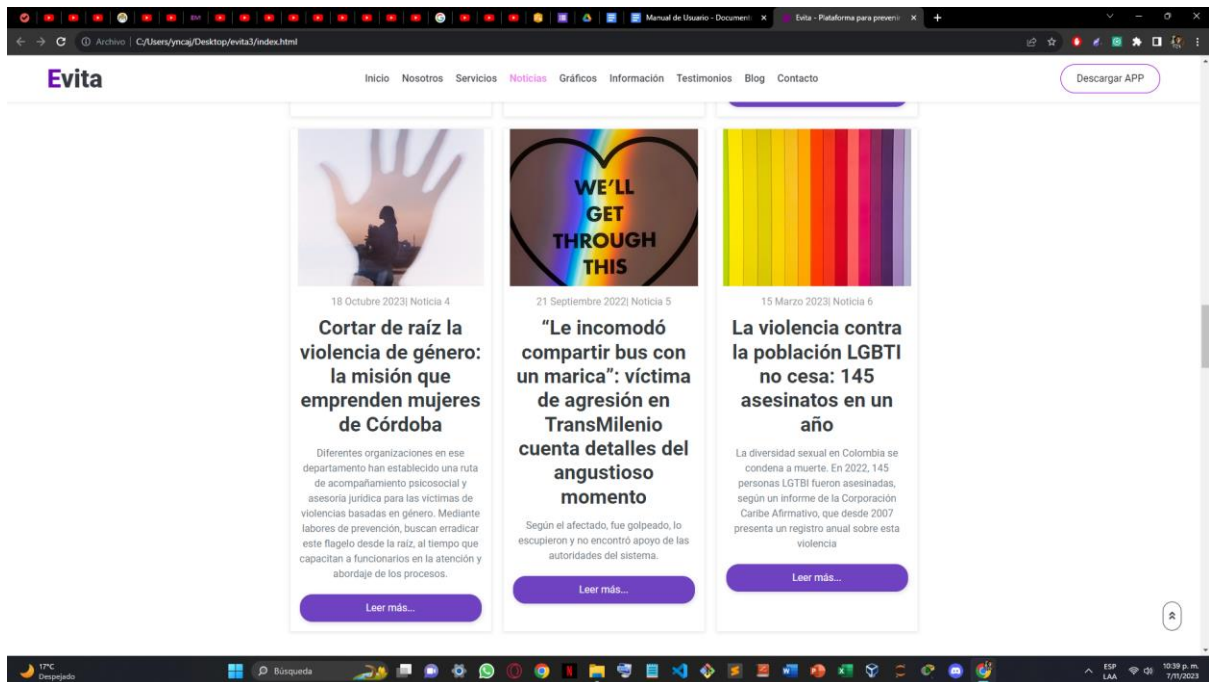 Manual de Usuario - Document
Evita - Plataforma para preveni
Archivo
C:/Users/yncaj/Desktop/evita3/index.html
Evita
Inicio
Nosotros
Servicios
Noticias
Gráficos
Información
Testimonios
Blog
Contacto
Descargar APP
18 Octubre 2023| Noticia 4
Cortar de raíz la
violencia de género:
la misión que
emprenden mujeres
de Córdoba
Diferentes organizaciones en ese
departamento han establecido una ruta
de acompañamiento psicosocial y
asesoría jurídica para las víctimas de
violencias basadas en género. Mediante
labores de prevención, buscan erradicar
este flagelo desde la raíz, al tiempo que
capacitan a funcionarios en la atención y
abordaje de los procesos.
Leer más...
WE'LL
GET
THROUGH
THIS
21 Septiembre 2022| Noticia 5
“Le incomodó
compartir bus con
un marica”: víctima
de agresión en
TransMilenio
cuenta detalles del
angustioso
momento
Según el afectado, fue golpeado, lo
escupieron y no encontró apoyo de las
autoridades del sistema.
Leer más...
15 Marzo 2023| Noticia 6
La violencia contra
la población LGBTI
no cesa: 145
asesinatos en un
año
La diversidad sexual en Colombia se
condena a muerte. En 2022, 145
personas LGTBI fueron asesinadas,
según un informe de la Corporación
Caribe Afirmativo, que desde 2007
presenta un registro anual sobre esta
violencia
Leer más...
17°C
Despejado
Búsqueda
ESP
LAA
10:39 p. m.
7/11/2023